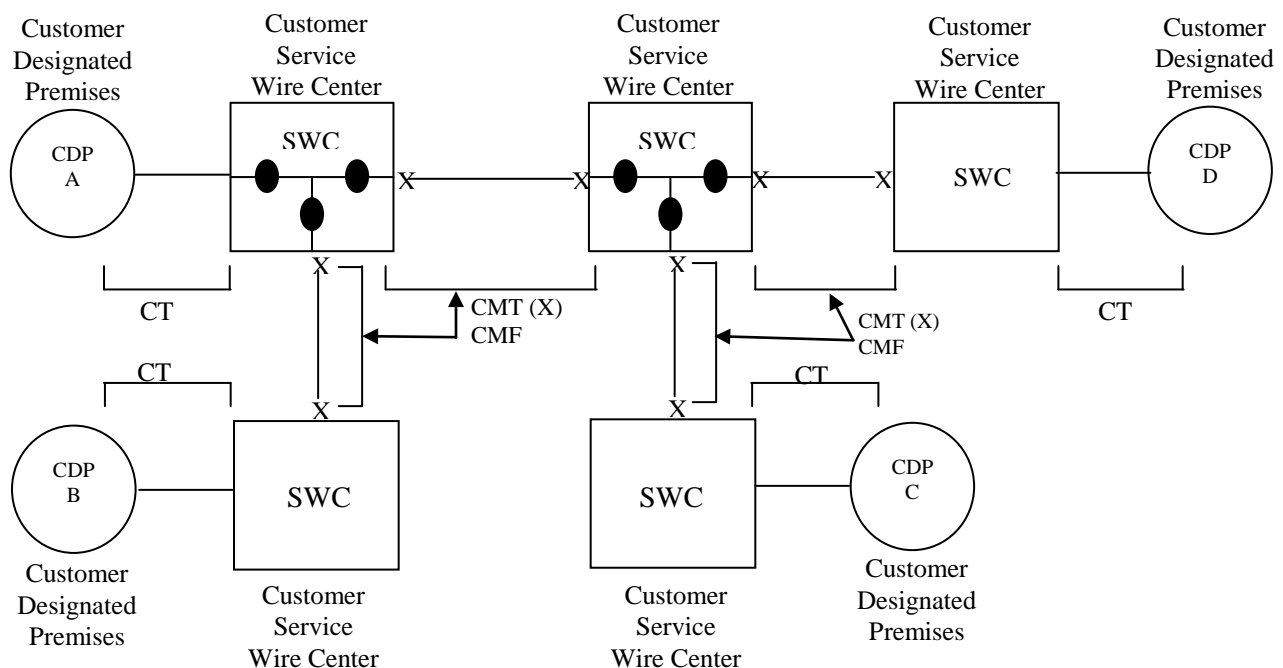 Customer
Designated
Premises
Customer
Service
Wire Center
Customer
Service
Wire Center
Customer
Service
Wire Center
Customer
Designated
Premises
CDP
A
SWC
SWC
SWC
CDP
D
X
X
X
X
X
X
CT
CMT (X)
CMF
CMT (X)
CMF
CT
CT
CT
X
X
CDP
B
SWC
SWC
CDP
C
Customer
Designated
Premises
Customer
Service
Wire Center
Customer
Service
Wire Center
Customer
Designated
Premises